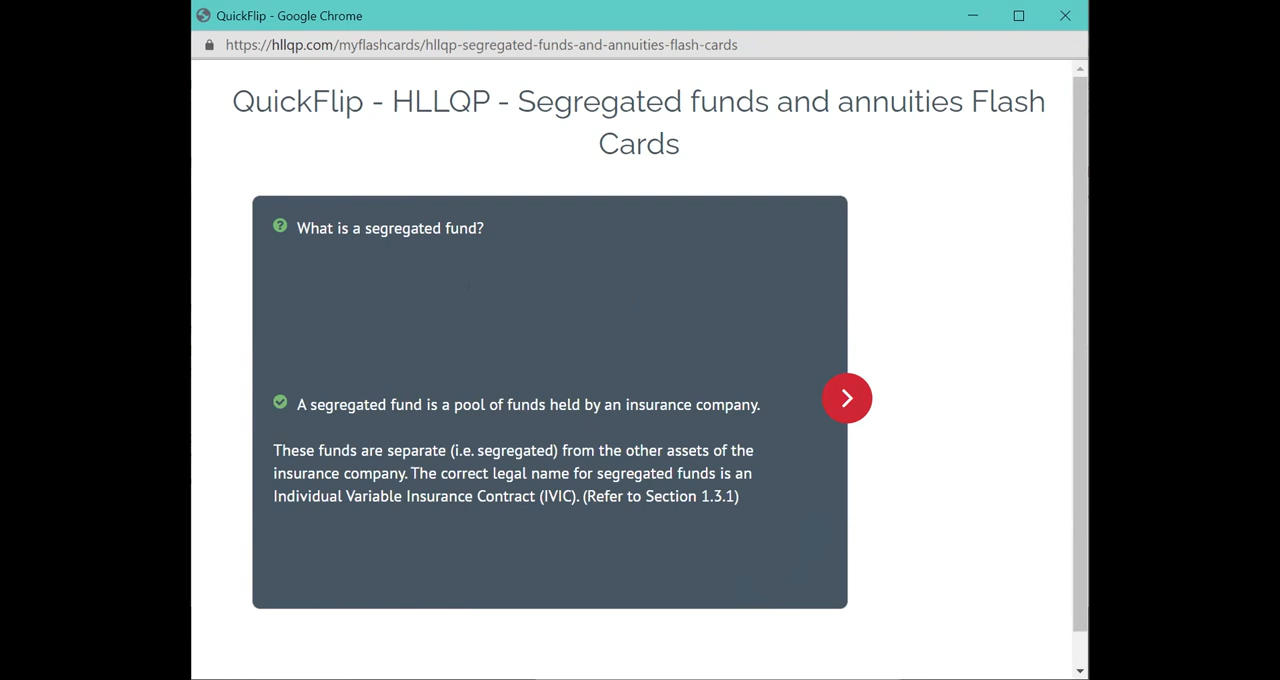 QuickFlip - Google Chrome
https://hllqp.com/myflashcards/hllqp-segregated-funds-and-annuities-flash-cards
QuickFlip - HLLQP - Segregated funds and annuities Flash
Cards
What is a segregated fund?
A segregated fund is a pool of funds held by an insurance company.
These funds are separate (i.e. segregated) from the other assets of the
insurance company. The correct legal name for segregated funds is an
Individual Variable Insurance Contract (IVIC). (Refer to Section 1.3.1)